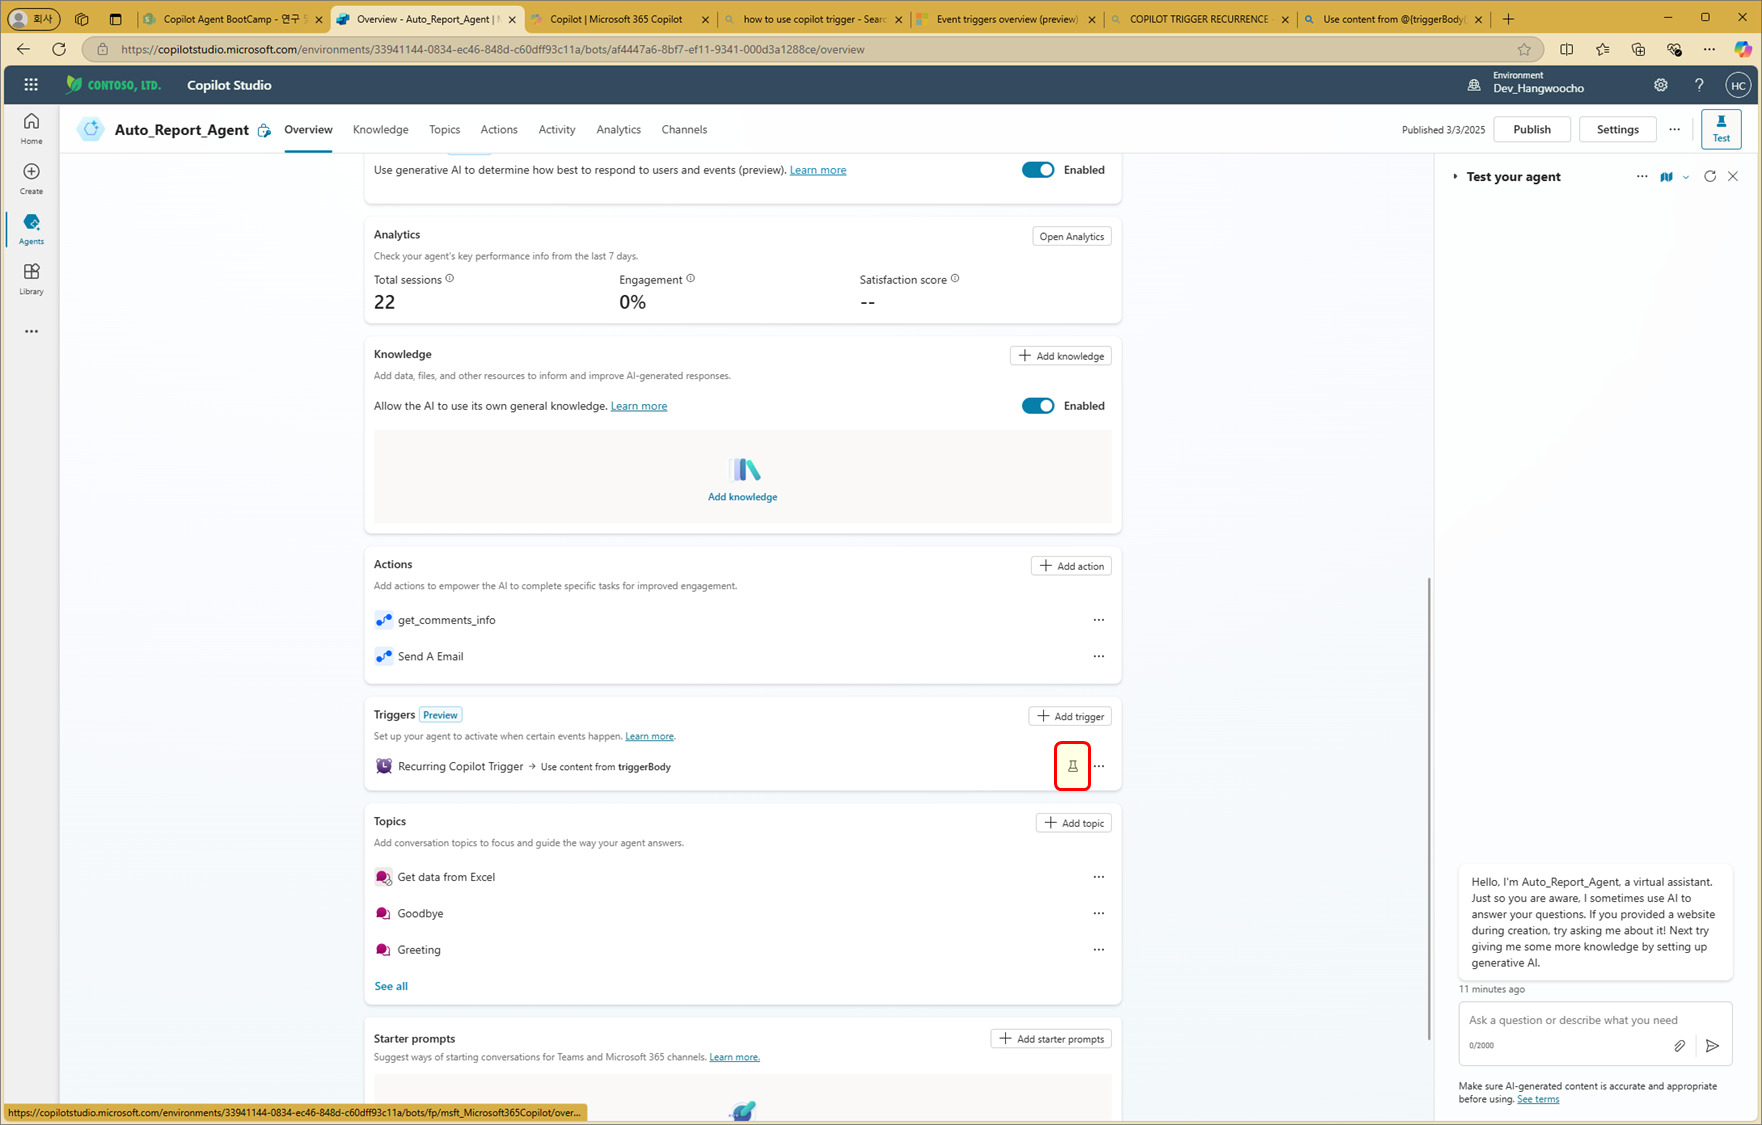 회사
Copilot Agent BootCamp - 연구
Overview - Auto_Report_Agent | M
Copilot | Microsoft 365 Copilot
how to use copilot trigger - Searc
Event triggers overview (preview)
COPILOT TRIGGER RECURRENCE -
Use content from @{triggerBody(
https://copilotstudio.microsoft.com/environments/33941144-0834-ec46-848d-c60dff93c11a/bots/af4447a6-8bf7-ef11-9341-000d3a1288ce/overview
CONTOSO, LTD.
Copilot Studio
Environment
Dev_Hangwoocho
HC
Home
Create
Agents
Library
Auto_Report_Agent
Overview
Knowledge
Topics
Actions
Activity
Analytics
Channels
Published 3/3/2025
Publish
Settings
Test
Use generative AI to determine how best to respond to users and events (preview). Learn more
Enabled
Analytics
Open Analytics
Check your agent's key performance info from the last 7 days.
Total sessions
22
Engagement
0%
Satisfaction score
--
Knowledge
Add knowledge
Add data, files, and other resources to inform and improve AI-generated responses.
Allow the AI to use its own general knowledge. Learn more
Enabled
Add knowledge
Actions
Add action
Add actions to empower the AI to complete specific tasks for improved engagement.
get_comments_info
Send A Email
Triggers Preview
Add trigger
Set up your agent to activate when certain events happen. Learn more.
Recurring Copilot Trigger → Use content from triggerBody
Topics
Add topic
Add conversation topics to focus and guide the way your agent answers.
Get data from Excel
Goodbye
Greeting
See all
Starter prompts
Add starter prompts
Suggest ways of starting conversations for Teams and Microsoft 365 channels. Learn more.
Test your agent
Hello, I'm Auto_Report_Agent, a virtual assistant.
Just so you are aware, I sometimes use AI to
answer your questions. If you provided a website
during creation, try asking me about it! Next try
giving me some more knowledge by setting up
generative AI.
11 minutes ago
Ask a question or describe what you need
0/2000
Make sure AI-generated content is accurate and appropriate
before using. See terms
https://copilotstudio.microsoft.com/environments/33941144-0834-ec46-848d-c60dff93c11a/bots/fp/msft_Microsoft365Copilot/over...